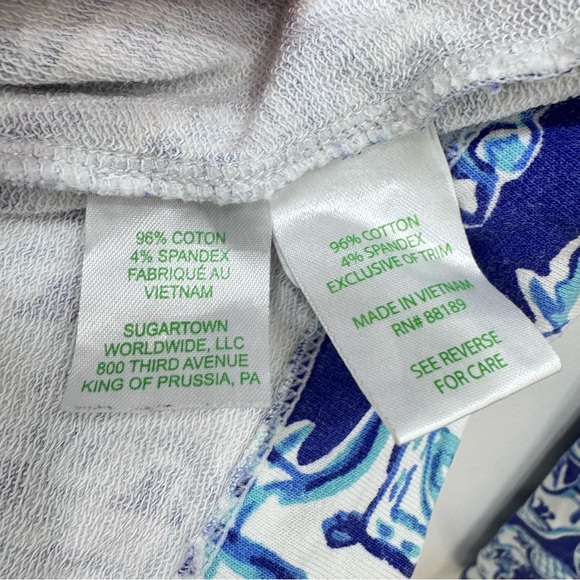 96% COTON
4% SPANDEX
FABRIQUÉ AU
VIETNAM
SUGARTOWN
WORLDWIDE, LLC
800 THIRD AVENUE
KING OF PRUSSIA, PA
96% COTTON
4% SPANDEX
EXCLUSIVE OF TRIM
MADE IN VIETNAM
RN# 88189
SEE REVERSE
FOR CARE